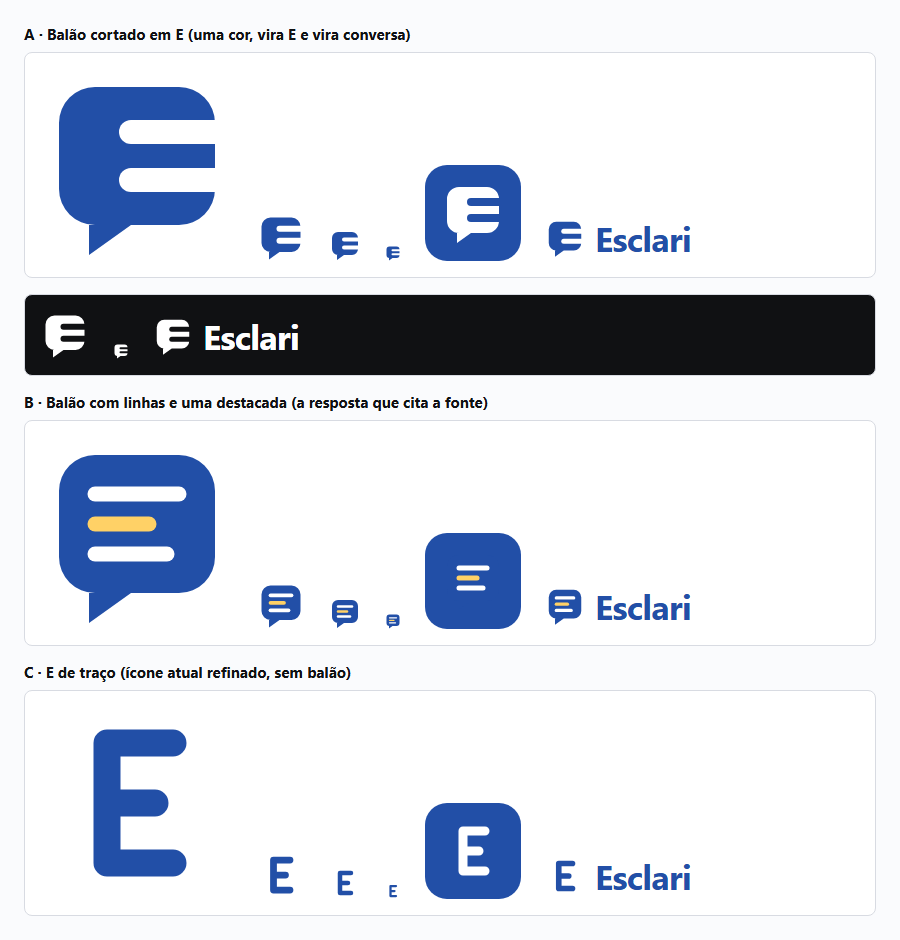 A · Balão cortado em E (uma cor, vira E e vira conversa)
Esclari
Esclari
B · Balão com linhas e uma destacada (a resposta que cita a fonte)
Esclari
C · E de traço (ícone atual refinado, sem balão)
E E E E E E Esclari